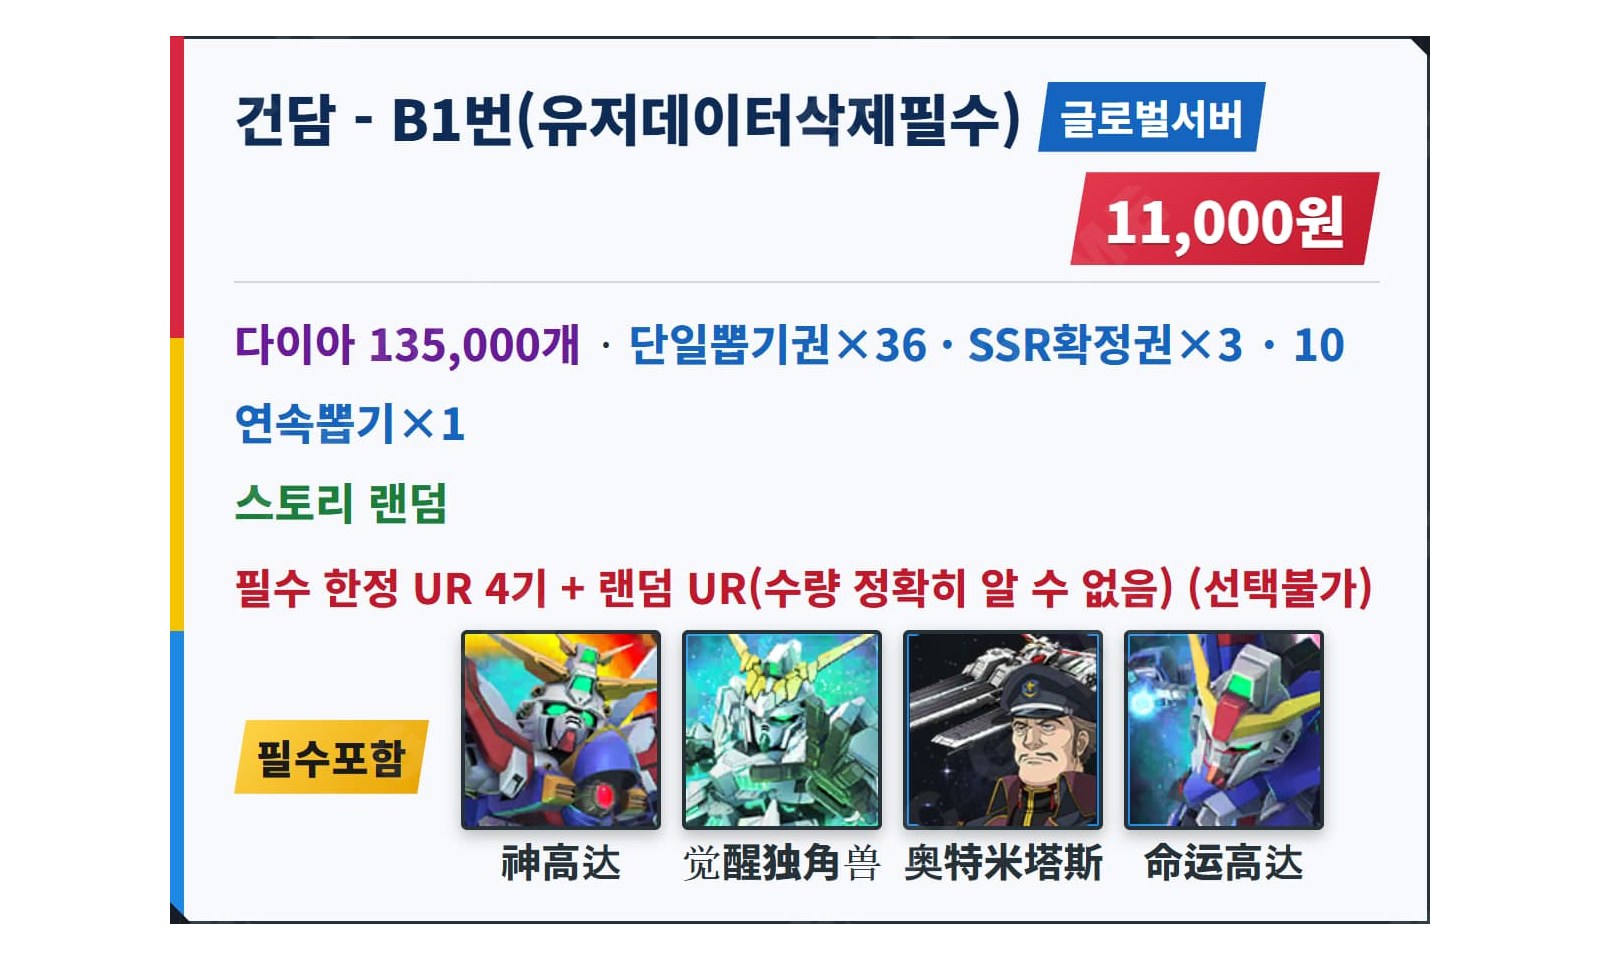 건담 - B1번(유저데이터삭제필수) 글로벌서버
11,000원
다이아 135,000개 · 단일뽑기권×36 · SSR확정권×3 · 10
연속뽑기×1
스토리 랜덤
필수 한정 UR 4기 + 랜덤 UR(수량 정확히 알 수 없음) (선택불가)
필수포함
神高达 觉醒独角兽 奥特米塔斯 命运高达